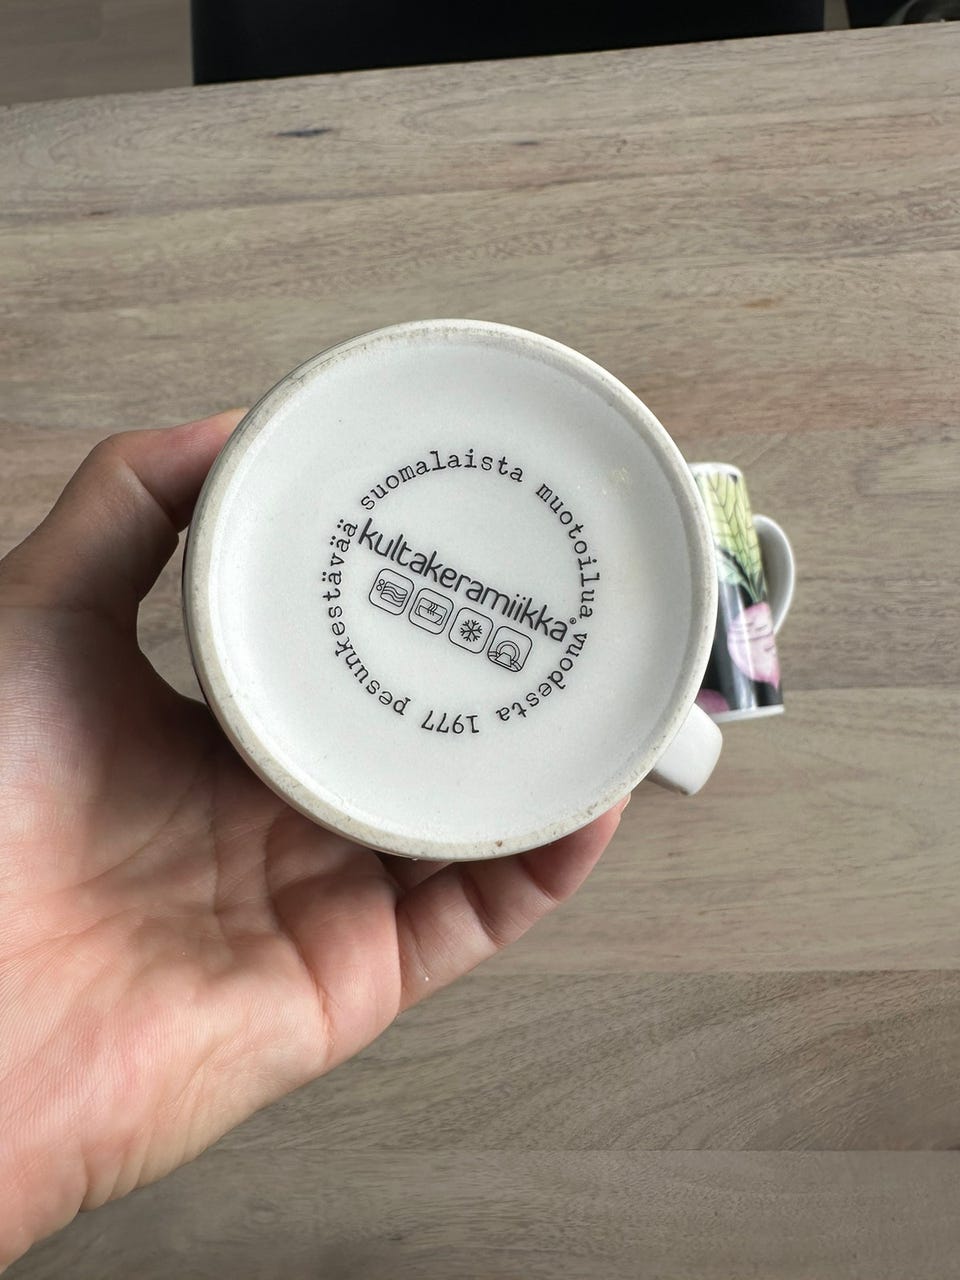 suomalaista muotoilua vuodesta 1977 pesunkestävää
kultakeramiikka®